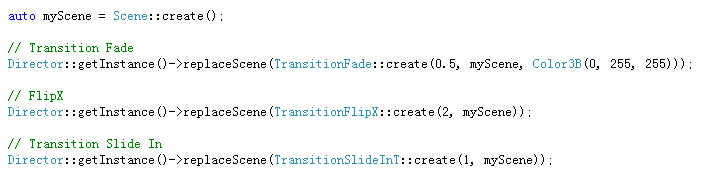 auto myScene = Scene::create();
// Transition Fade
Director::getInstance()->replaceScene(TransitionFade::create(0.5, myScene, Color3B(0, 255, 255)));
// FlipX
Director::getInstance()->replaceScene(TransitionFlipX::create(2, myScene));
// Transition Slide In
Director::getInstance()->replaceScene(TransitionSlideInT::create(1, myScene));